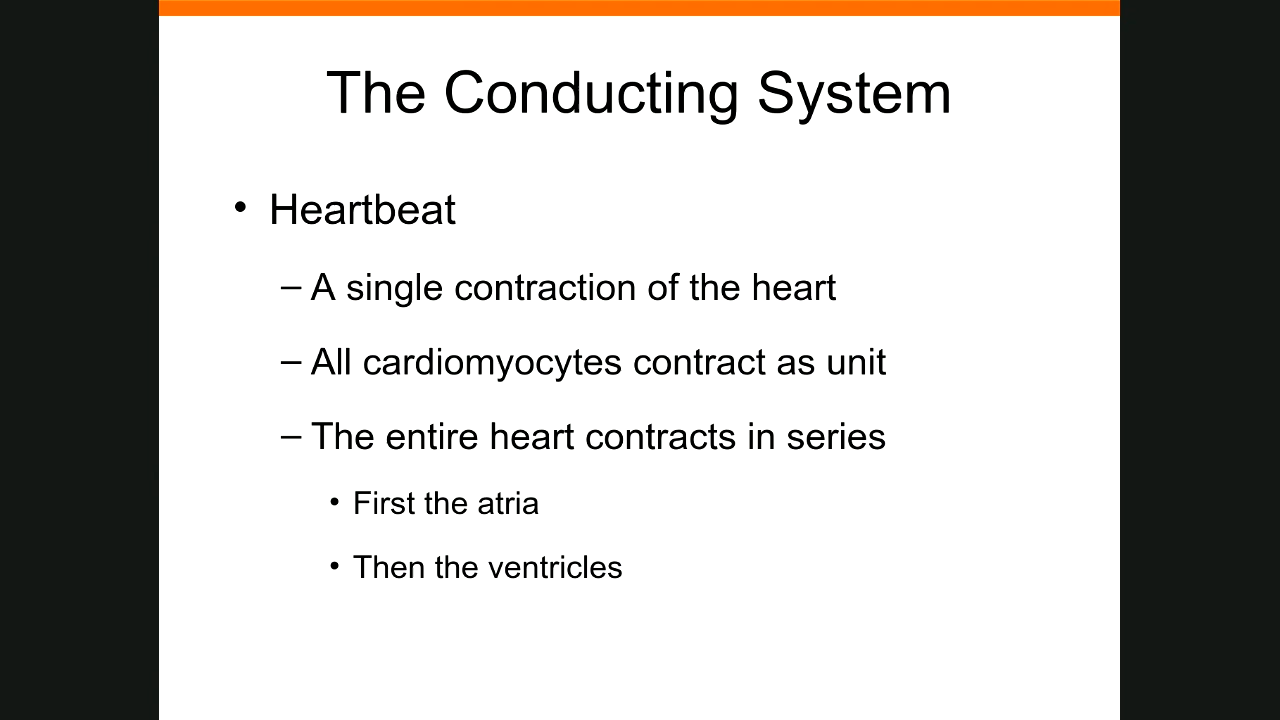 The Conducting System
• Heartbeat
– A single contraction of the heart
– All cardiomyocytes contract as unit
– The entire heart contracts in series
• First the atria
• Then the ventricles